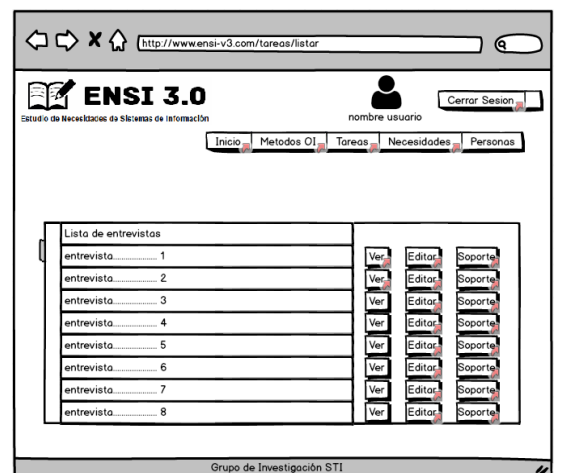 http://www.ensi-v3.com/tareas/listar
ENSI 3.0
Estudio de Necesidades de Sistemas de Información
nombre usuario
Cerrar Sesion
Inicio Metodos OI Tareas Necesidades Personas
Lista de entrevistas
entrevista................... 1 Ver Editar Soporte
entrevista................... 2 Ver Editar Soporte
entrevista................... 3 Ver Editar Soporte
entrevista................... 4 Ver Editar Soporte
entrevista................... 5 Ver Editar Soporte
entrevista................... 6 Ver Editar Soporte
entrevista................... 7 Ver Editar Soporte
entrevista................... 8 Ver Editar Soporte
Grupo de Investigación STI